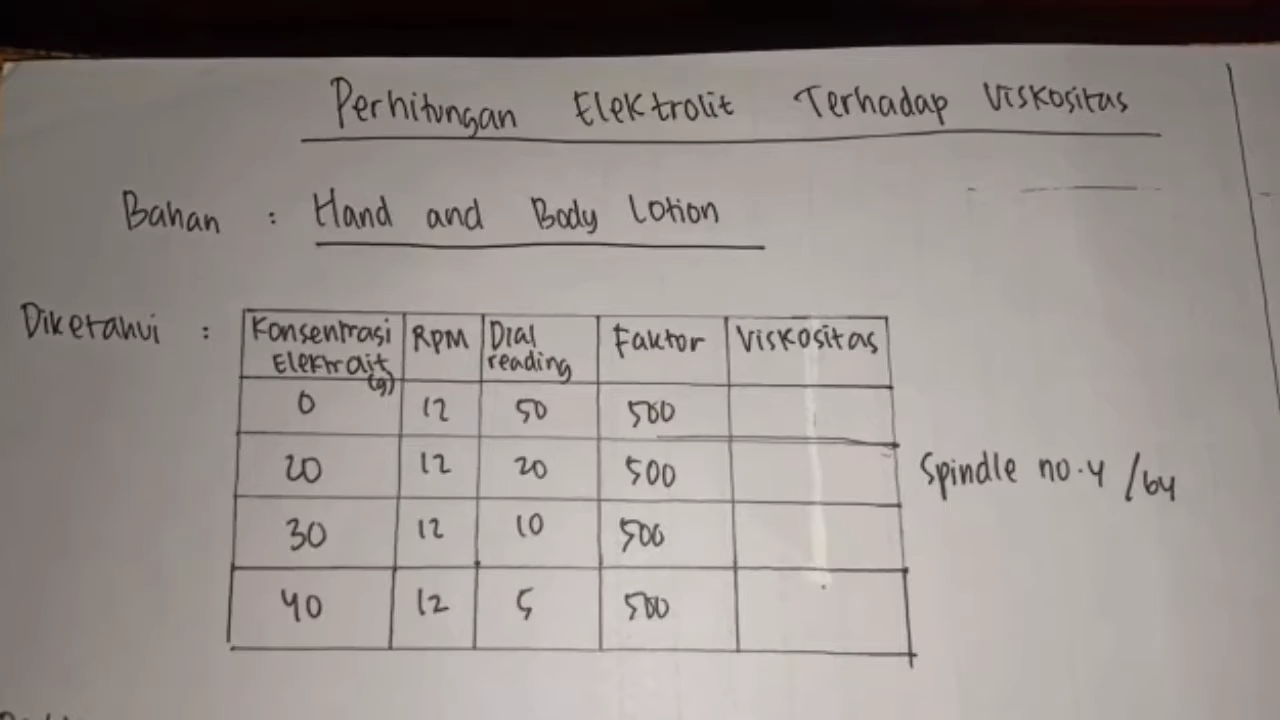 Perhitungan Elektrolit Terhadap Viskositas
Bahan : Hand and Body Lotion
Diketahui :
Konsentrasi Elektrolit (g) RPM Dial reading Faktor Viskositas
0 12 50 500
20 12 20 500
30 12 10 500
40 12 5 500
Spindle no.4 /64